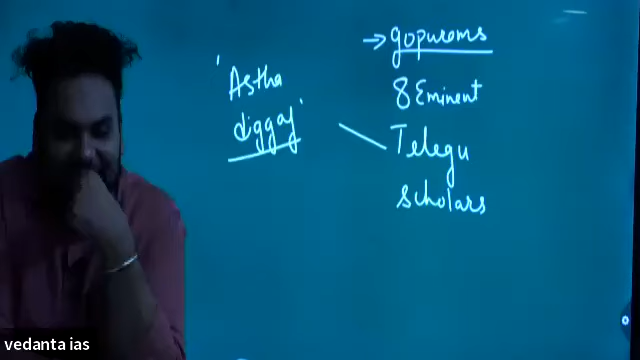 → gopurams
'Astha
diggaj'
8 Eminent
Telegu
scholars
vedanta ias